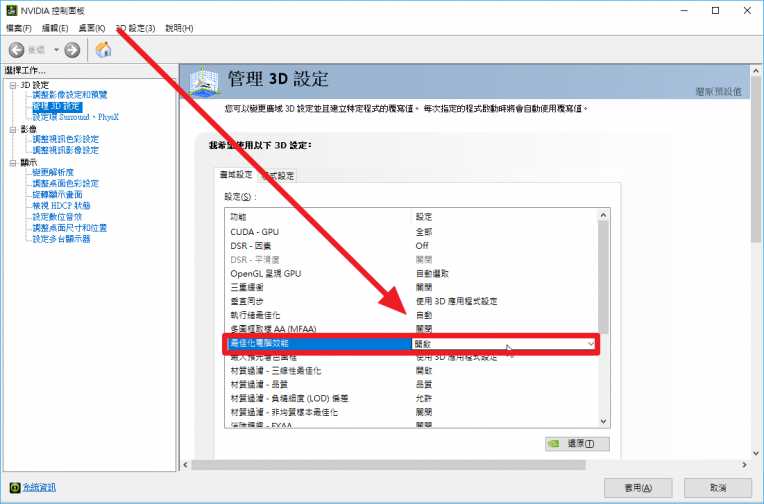 NVIDIA 控制面板
檔案(F) 編輯(E) 桌面(K) 3D 設定(3) 說明(H)
後退
選擇工作...
3D 設定
調整影像設定和預覽
管理 3D 設定
設定環 Surround、PhysX
影像
調整視訊色彩設定
調整視訊影像設定
顯示
變更解析度
調整桌面色彩設定
旋轉顯示畫面
檢視 HDCP 狀態
設定數位音效
調整桌面尺寸和位置
設定多台顯示器
系統資訊
管理 3D 設定
還原預設值
您可以變更廣域 3D 設定並且建立特定程式的覆寫值。 每次指定的程式啟動時將會自動使用覆寫值。
我希望使用以下 3D 設定:
廣域設定 程式設定
設定(S):
功能 設定
CUDA - GPU 全部
DSR - 因素 Off
DSR - 平滑度 關閉
OpenGL 呈現 GPU 自動選取
三重緩衝 關閉
垂直同步 使用 3D 應用程式設定
執行緒最佳化 自動
多圖框取樣 AA (MFAA) 關閉
最佳化電腦效能 開啟
最大預先著出圖框 使用 3D 應用程式設定
材質過濾 - 三線性最佳化 開啟
材質過濾 - 品質 品質
材質過濾 - 負構細度 (LOD) 偏差 允許
材質過濾 - 非均質樣本最佳化 關閉
FXAA 關閉
還原(T)
套用(A) 取消